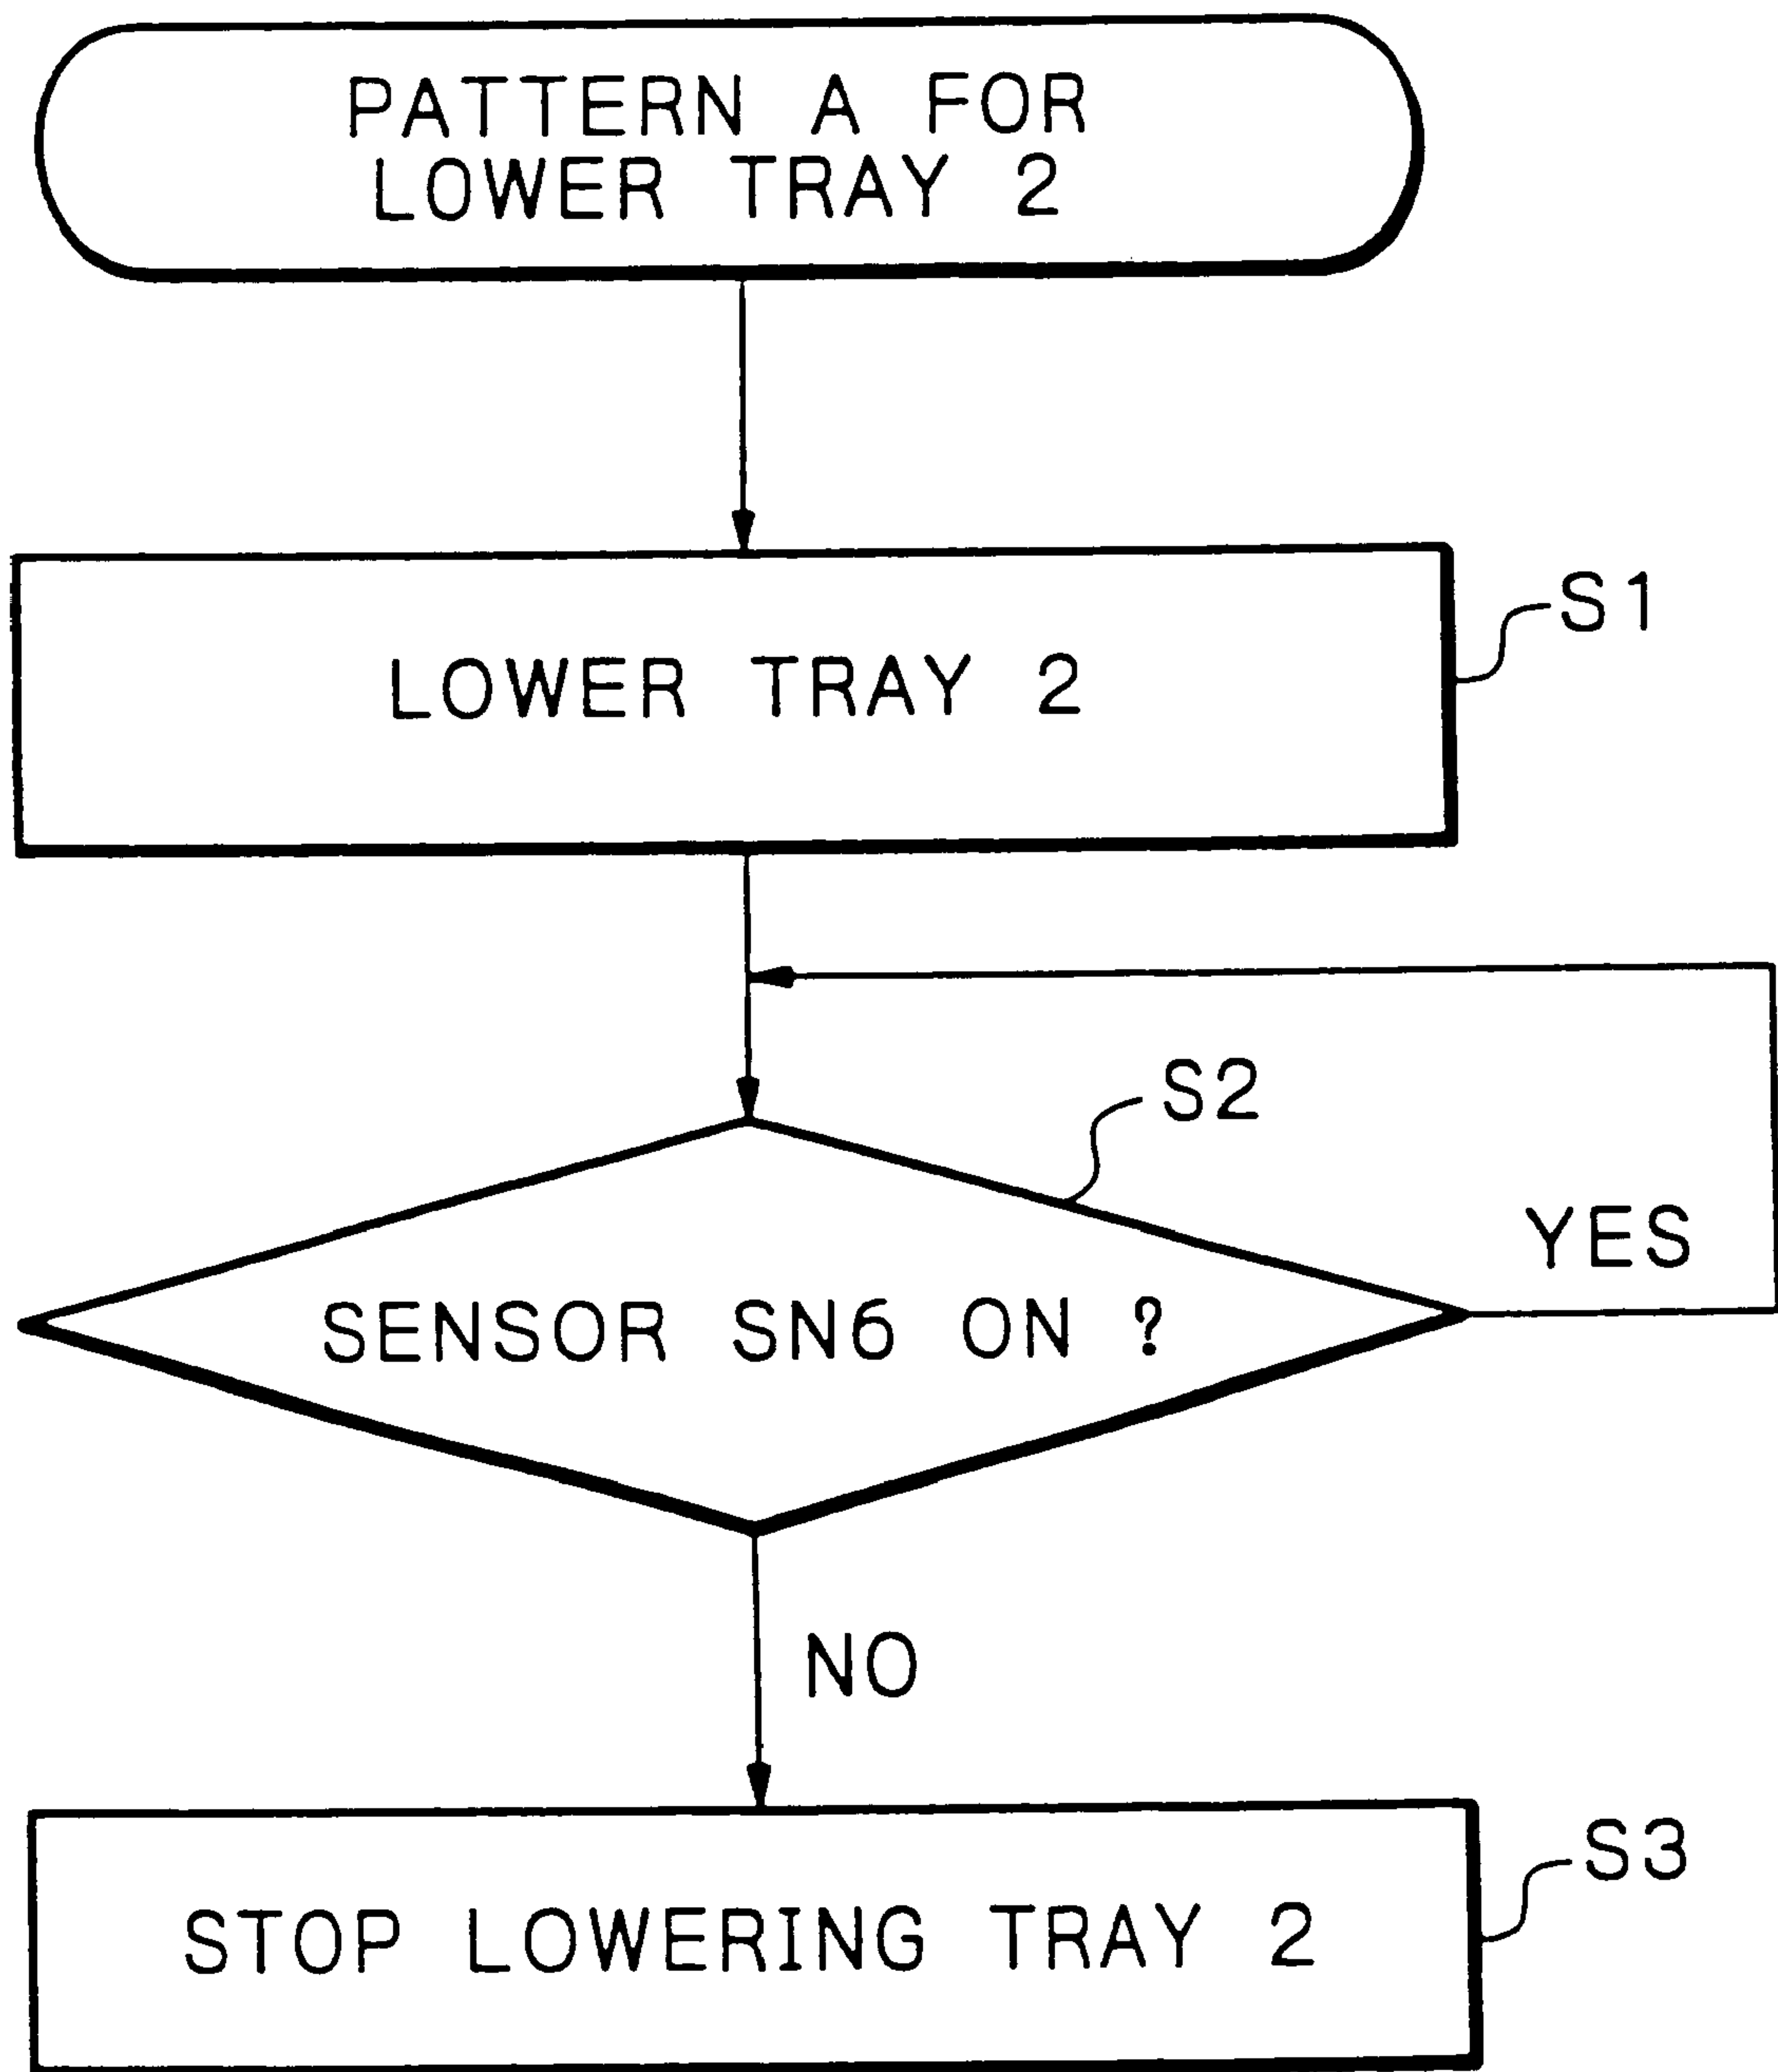 PATTERN A FOR
LOWER TRAY 2
LOWER TRAY 2
S1
S2
YES
SENSOR SN6 ON ?
NO
S3
STOP LOWERING TRAY 2